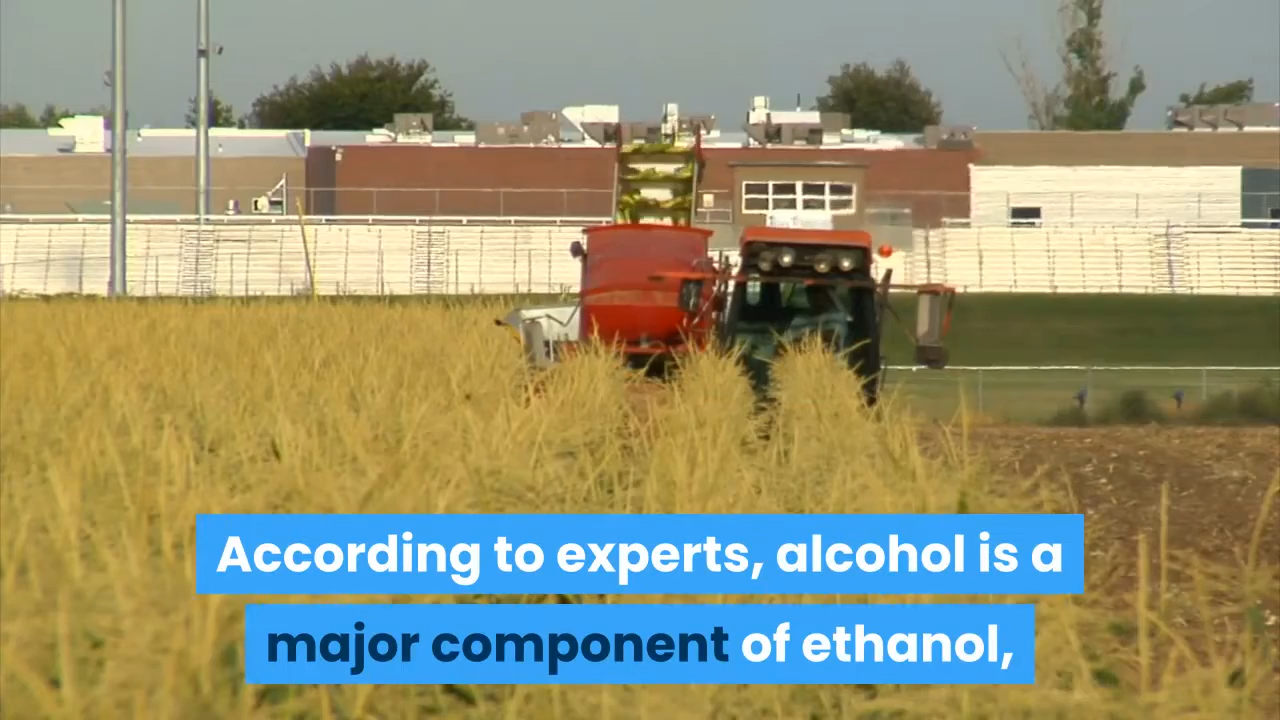 According to experts, alcohol is a
major component of ethanol,